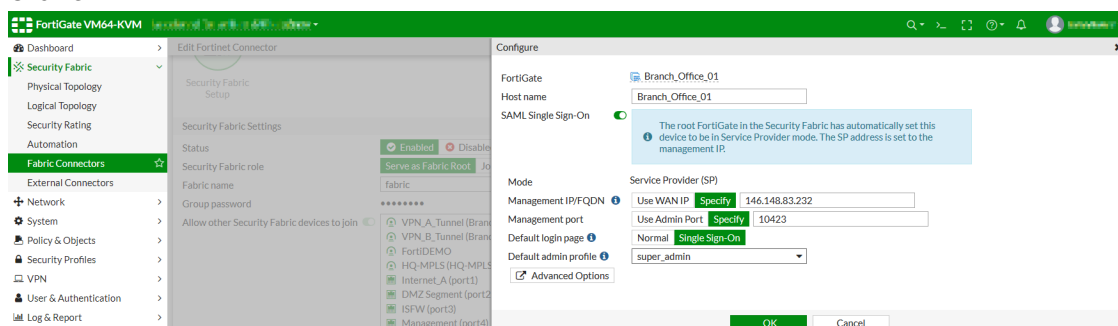 FortiGate VM64-KVM
Dashboard
Security Fabric
Physical Topology
Logical Topology
Security Rating
Automation
Fabric Connectors
External Connectors
Network
System
Policy & Objects
Security Profiles
VPN
User & Authentication
Log & Report
Edit Fortinet Connector
Security Fabric
Setup
Security Fabric Settings
Status Enabled Disable
Security Fabric role Serve as Fabric Root Jo
Fabric name fabric
Group password ••••••••
Allow other Security Fabric devices to join VPN_A_Tunnel (Bran
VPN_B_Tunnel (Bran
FortiDEMO
HQ-MPLS (HQ-MPLS
Internet_A (port1)
DMZ Segment (port2
ISFW (port3)
Management (port4)
Configure
FortiGate Branch_Office_01
Host name Branch_Office_01
SAML Single Sign-On
The root FortiGate in the Security Fabric has automatically set this
device to be in Service Provider mode. The SP address is set to the
management IP.
Mode Service Provider (SP)
Management IP/FQDN Use WAN IP Specify 146.148.83.232
Management port Use Admin Port Specify 10423
Default login page Normal Single Sign-On
Default admin profile super_admin
Advanced Options
OK Cancel